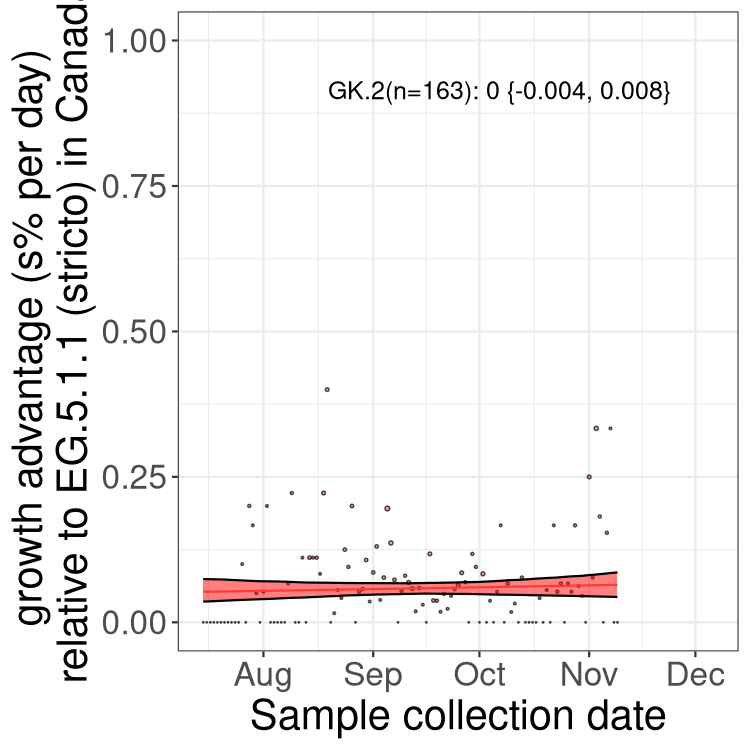 growth advantage (s% per day)
relative to EG.5.1.1 (stricto) in Canada
1.00
0.75
0.50
0.25
0.00
GK.2(n=163): 0 {-0.004, 0.008}
Aug Sep Oct Nov Dec
Sample collection date